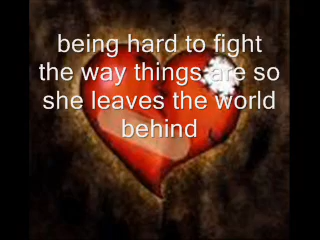 being hard to fight
the way things are so
she leaves the world
behind